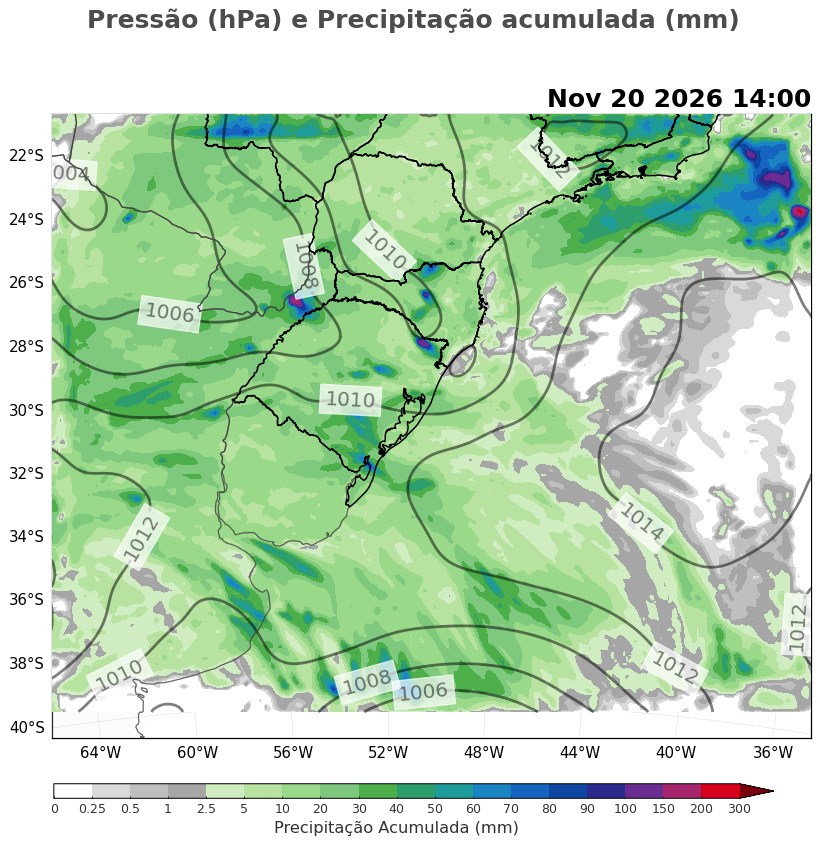 Pressão (hPa) e Precipitação acumulada (mm)
Nov 20 2026 14:00
22°S
24°S
26°S
28°S
30°S
32°S
34°S
36°S
38°S
40°S
004
1012
1010
1008
1006
1010
1012
1014
1012
1010
1008
1006
1012
64°W 60°W 56°W 52°W 48°W 44°W 40°W 36°W
0 0.25 0.5 1 2.5 5 10 20 30 40 50 60 70 80 90 100 150 200 300
Precipitação Acumulada (mm)